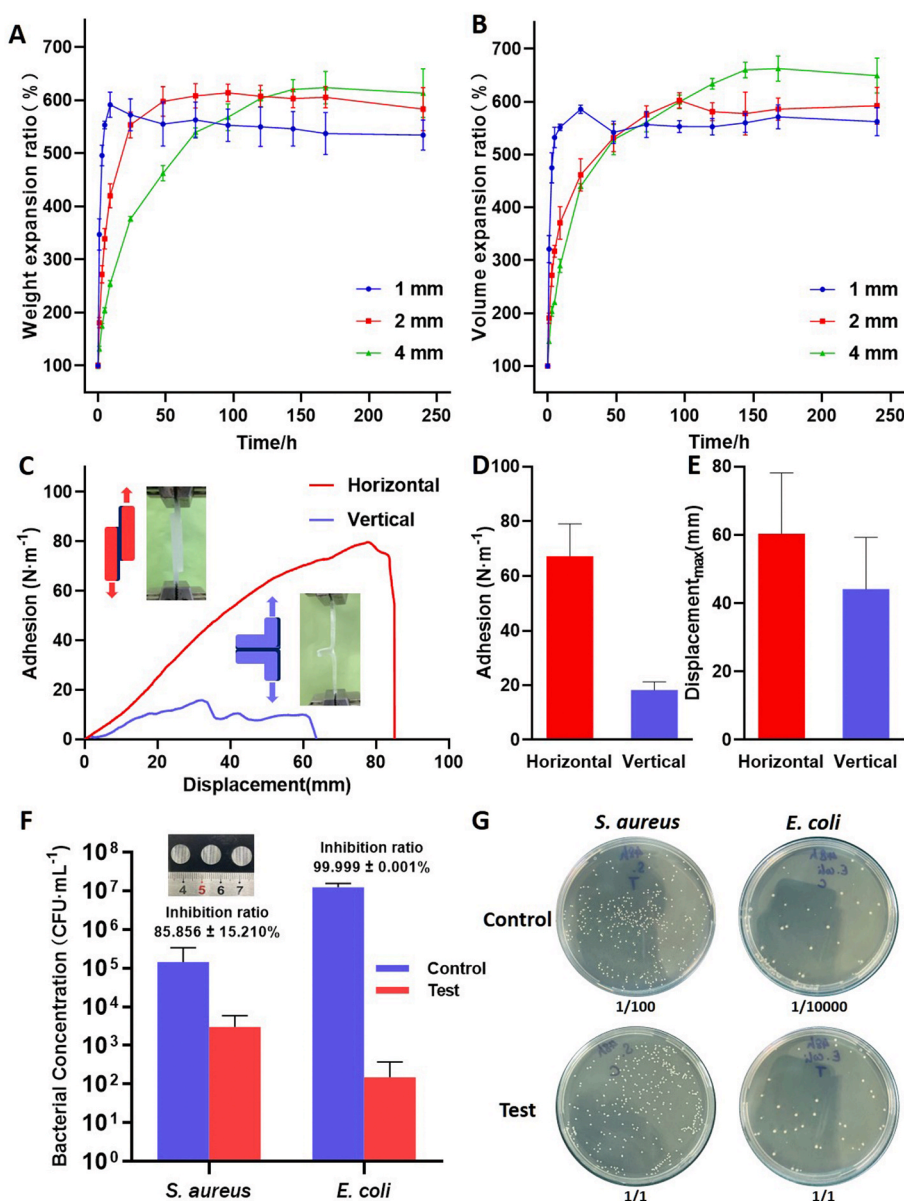 A
Weight expansion ratio（%）
700
600
500
400
300
200
100
1 mm
2 mm
4 mm
0 50 100 150 200 250
Time/h
B
Volume expansion ratio（%）
700
600
500
400
300
200
100
1 mm
2 mm
4 mm
0 50 100 150 200 250
Time/h
C
Adhesion (N·m⁻¹)
100
80
60
40
20
0
Horizontal
Vertical
0 20 40 60 80 100
Displacement(mm)
D
Adhesion (N·m⁻¹)
100
80
60
40
20
0
Horizontal Vertical
E
Displacementmax(mm)
80
60
40
20
0
Horizontal Vertical
F
Bacterial Concentration（CFU·mL⁻¹）
10⁸
10⁷
10⁶
10⁵
10⁴
10³
10²
10¹
10⁰
4 5 6 7
Inhibition ratio
85.856 ± 15.210%
Inhibition ratio
99.999 ± 0.001%
Control
Test
S. aureus E. coli
G
S. aureus E. coli
Control
48h
S.
T
48h
E. coli
C
1/100 1/10000
Test
S. 48h
C
48h
E. coli
T
1/1 1/1